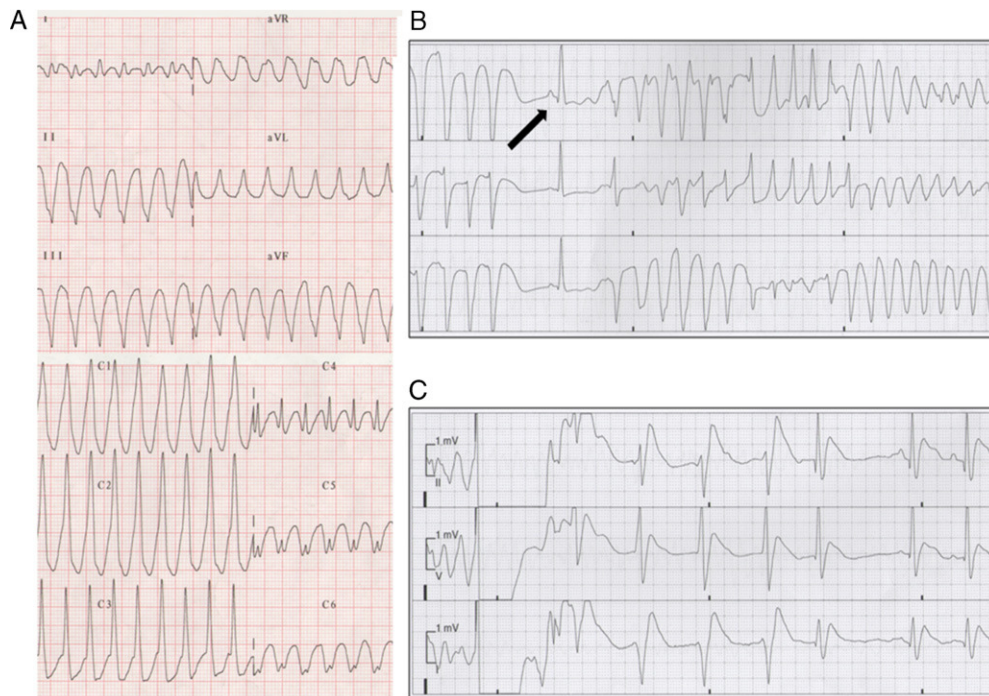 A
I aVR
II aVL
III aVF
C1 C4
C2 C5
C3 C6
B
C
1 mV
II
1 mV
V
1 mV